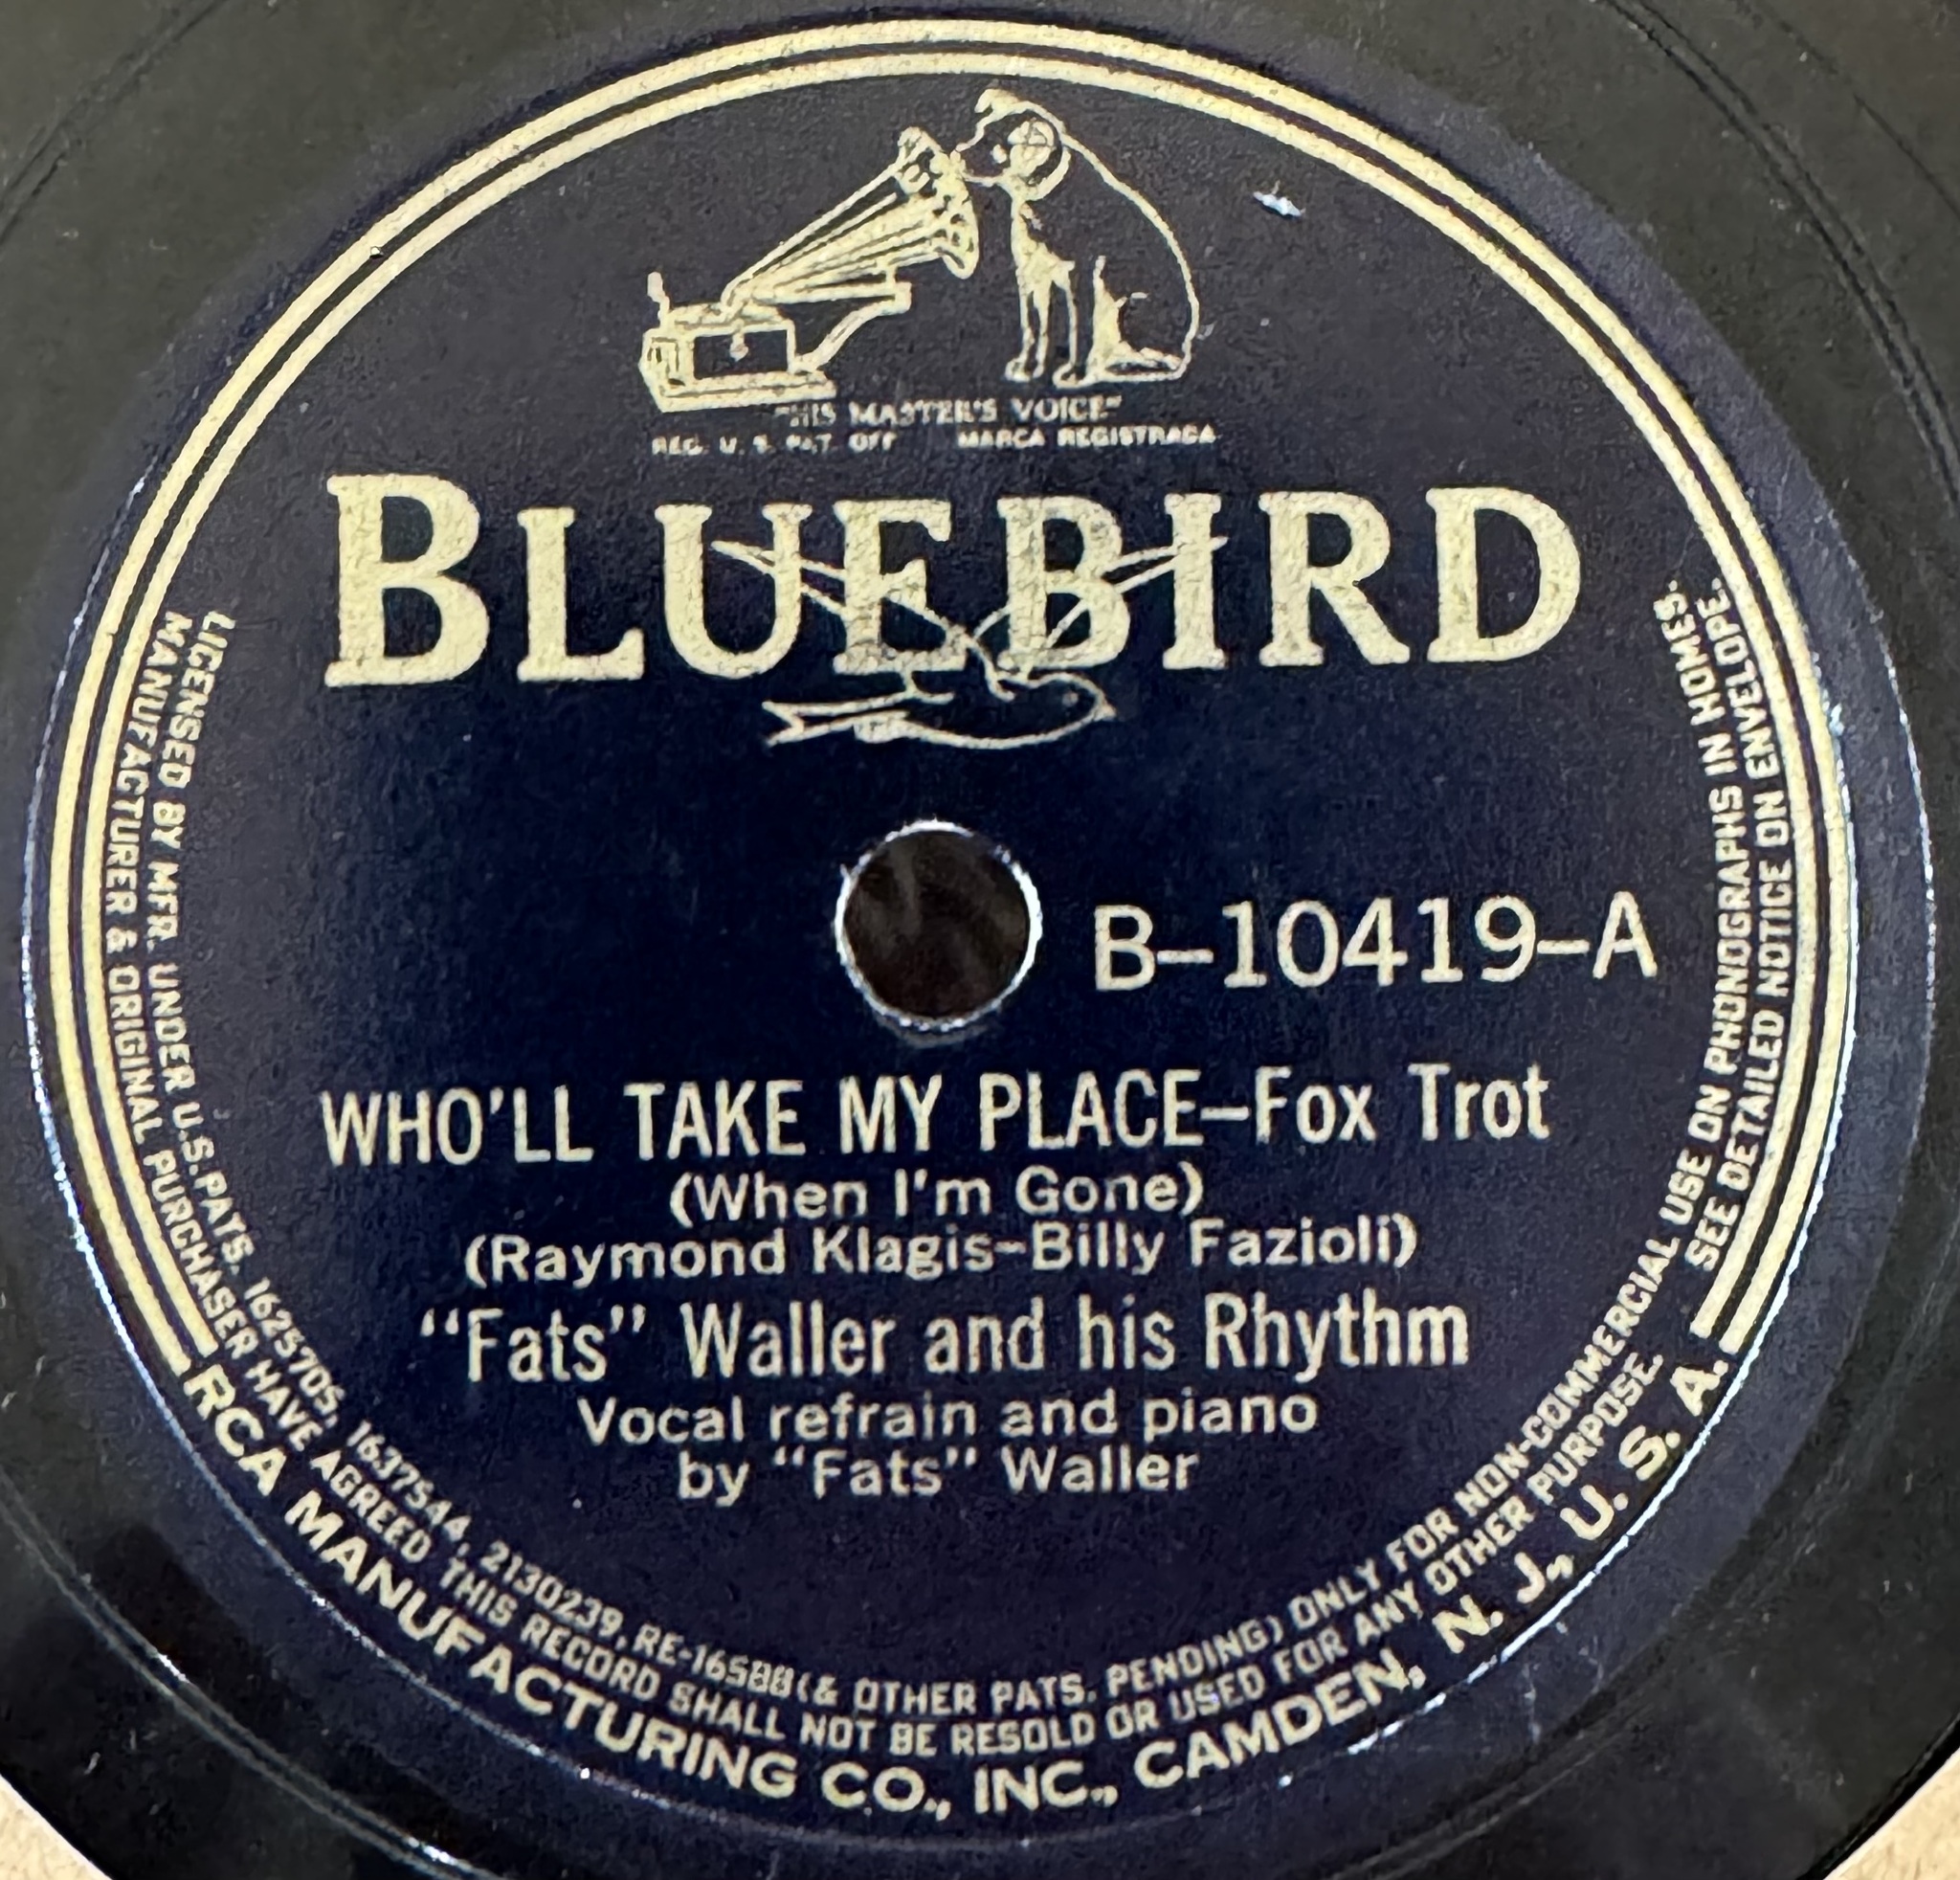 "HIS MASTER'S VOICE"
REG. U. S. PAT. OFF MARCA REGISTRADA
BLUEBIRD
B-10419-A
WHO'LL TAKE MY PLACE-Fox Trot
(When I'm Gone)
(Raymond Klagis-Billy Fazioli)
"Fats" Waller and his Rhythm
Vocal refrain and piano
by "Fats" Waller
LICENSED BY MFR. UNDER U.S.PATS. 1625705, 1637544, 2130239, RE-16588 (& OTHER PATS. PENDING) ONLY FOR NON-COMMERCIAL USE ON PHONOGRAPHS IN HOMES.
MANUFACTURER & ORIGINAL PURCHASER HAVE AGREED THIS RECORD SHALL NOT BE RESOLD OR USED FOR ANY OTHER PURPOSE. SEE DETAILED NOTICE ON ENVELOPE.
RCA MANUFACTURING CO., INC., CAMDEN, N. J., U. S. A.